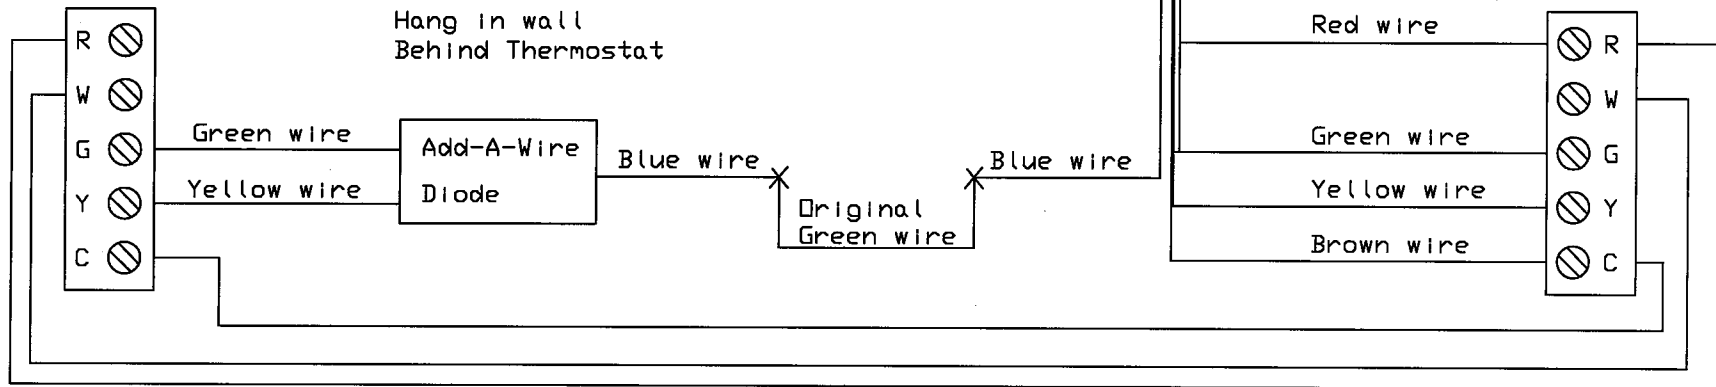 Hang in wall
Behind Thermostat
R
W
G
Y
C
Green wire
Yellow wire
Add-A-Wire
Diode
Blue wire
Original
Green wire
Blue wire
Red wire
Green wire
Yellow wire
Brown wire
R
W
G
Y
C